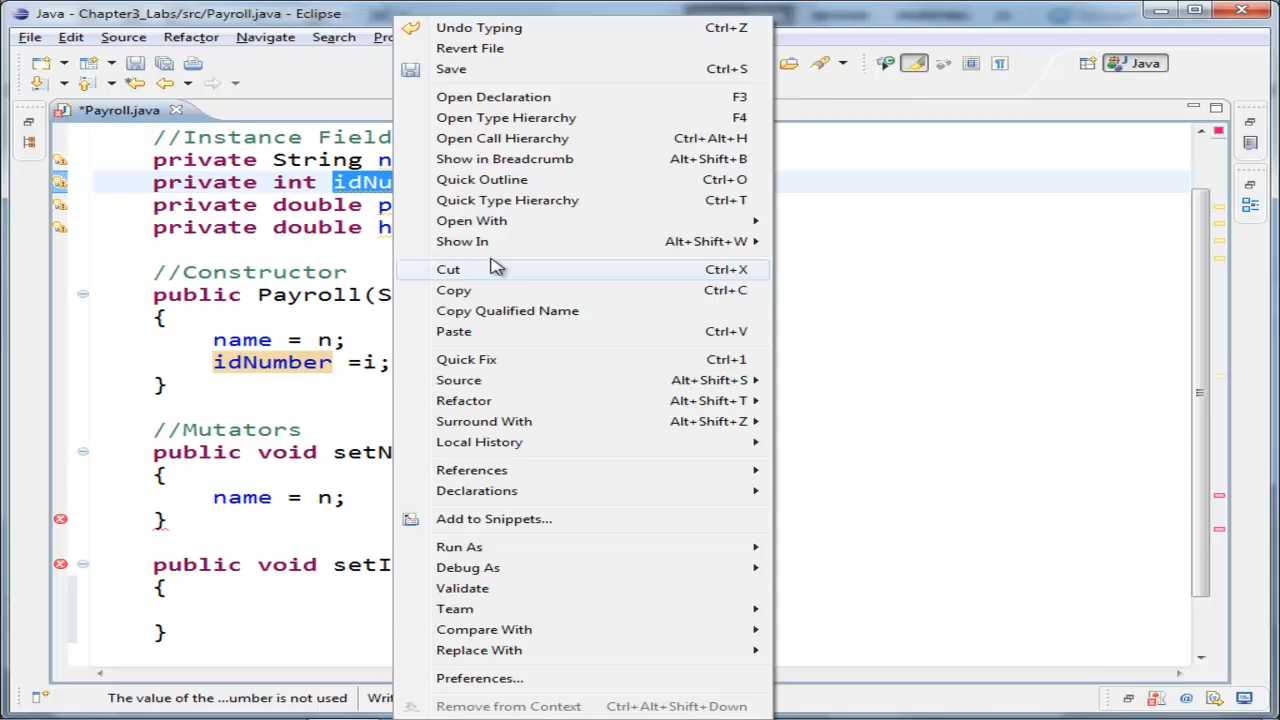 Java - Chapter3_Labs/src/Payroll.java - Eclipse
File Edit Source Refactor Navigate Search
Java
*Payroll.java
//Instance Field
private String n
private int idNu
private double p
private double h
//Constructor
public Payroll(S
{
name = n;
idNumber =i;
}
//Mutators
public void setN
{
name = n;
}
public void setI
{
}
Undo Typing Ctrl+Z
Revert File
Save Ctrl+S
Open Declaration F3
Open Type Hierarchy F4
Open Call Hierarchy Ctrl+Alt+H
Show in Breadcrumb Alt+Shift+B
Quick Outline Ctrl+O
Quick Type Hierarchy Ctrl+T
Open With
Show In Alt+Shift+W
Cut Ctrl+X
Copy Ctrl+C
Copy Qualified Name
Paste Ctrl+V
Quick Fix Ctrl+1
Source Alt+Shift+S
Refactor Alt+Shift+T
Surround With Alt+Shift+Z
Local History
References
Declarations
Add to Snippets...
Run As
Debug As
Validate
Team
Compare With
Replace With
Preferences...
Remove from Context Ctrl+Alt+Shift+Down
The value of the ...umber is not used